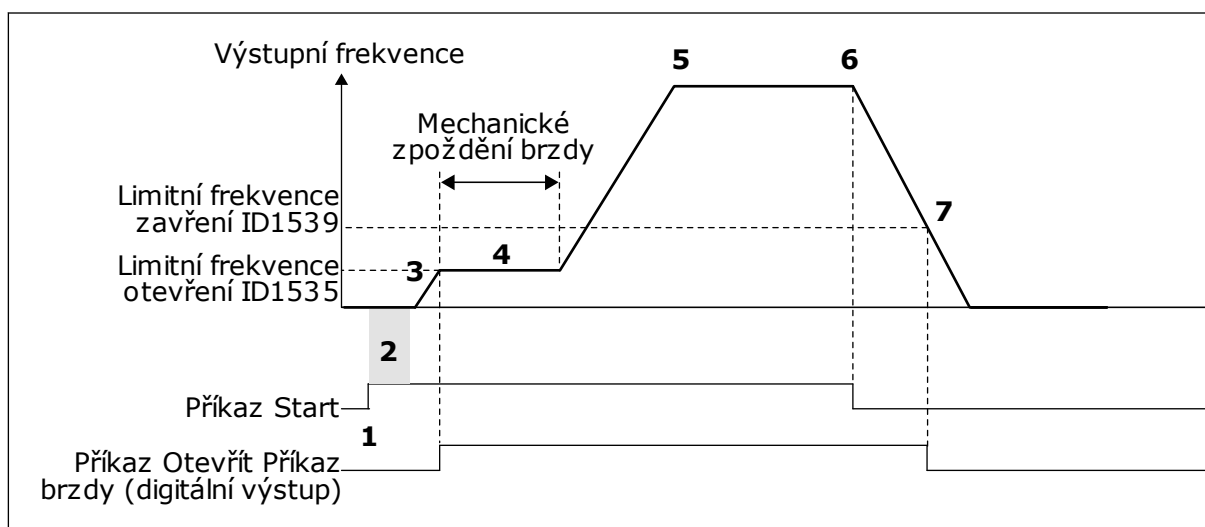 Výstupní frekvence
5
6
Mechanické
zpoždění brzdy
Limitní frekvence
zavření ID1539
7
Limitní frekvence
otevření ID1535
3
4
2
Příkaz Start
1
Příkaz Otevřít Příkaz
brzdy (digitální výstup)